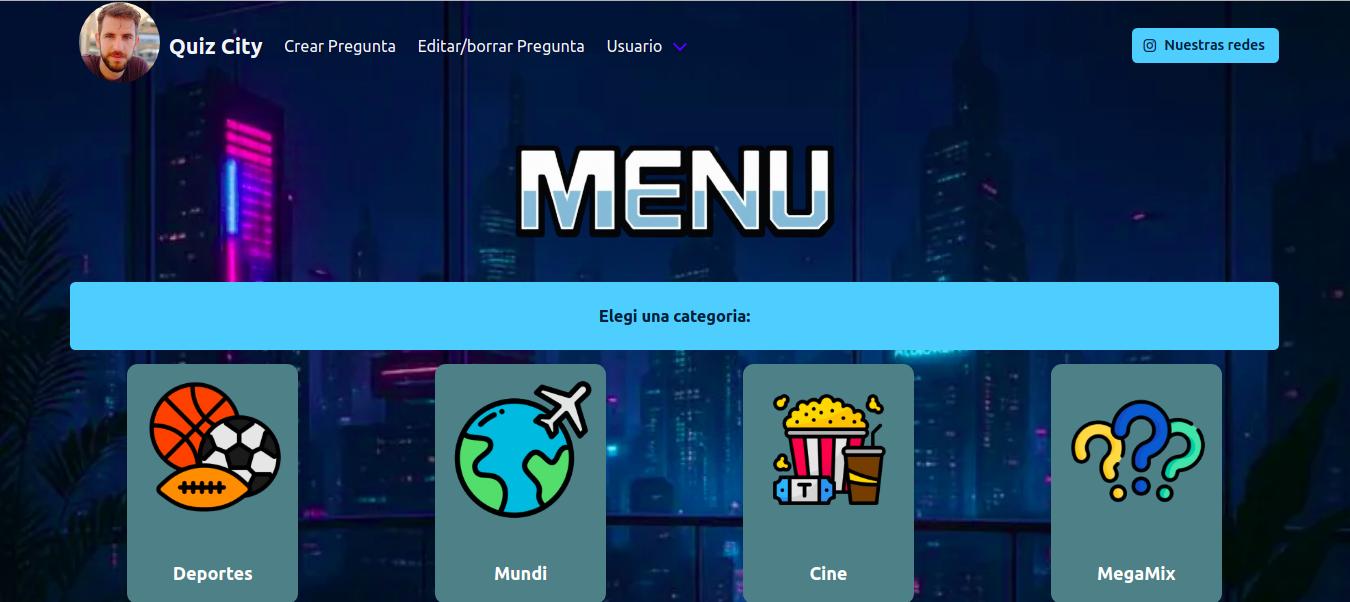 Quiz City
Crear Pregunta
Editar/borrar Pregunta
Usuario
Nuestras redes
MENU
Elegi una categoria:
T
Deportes
Mundi
Cine
MegaMix